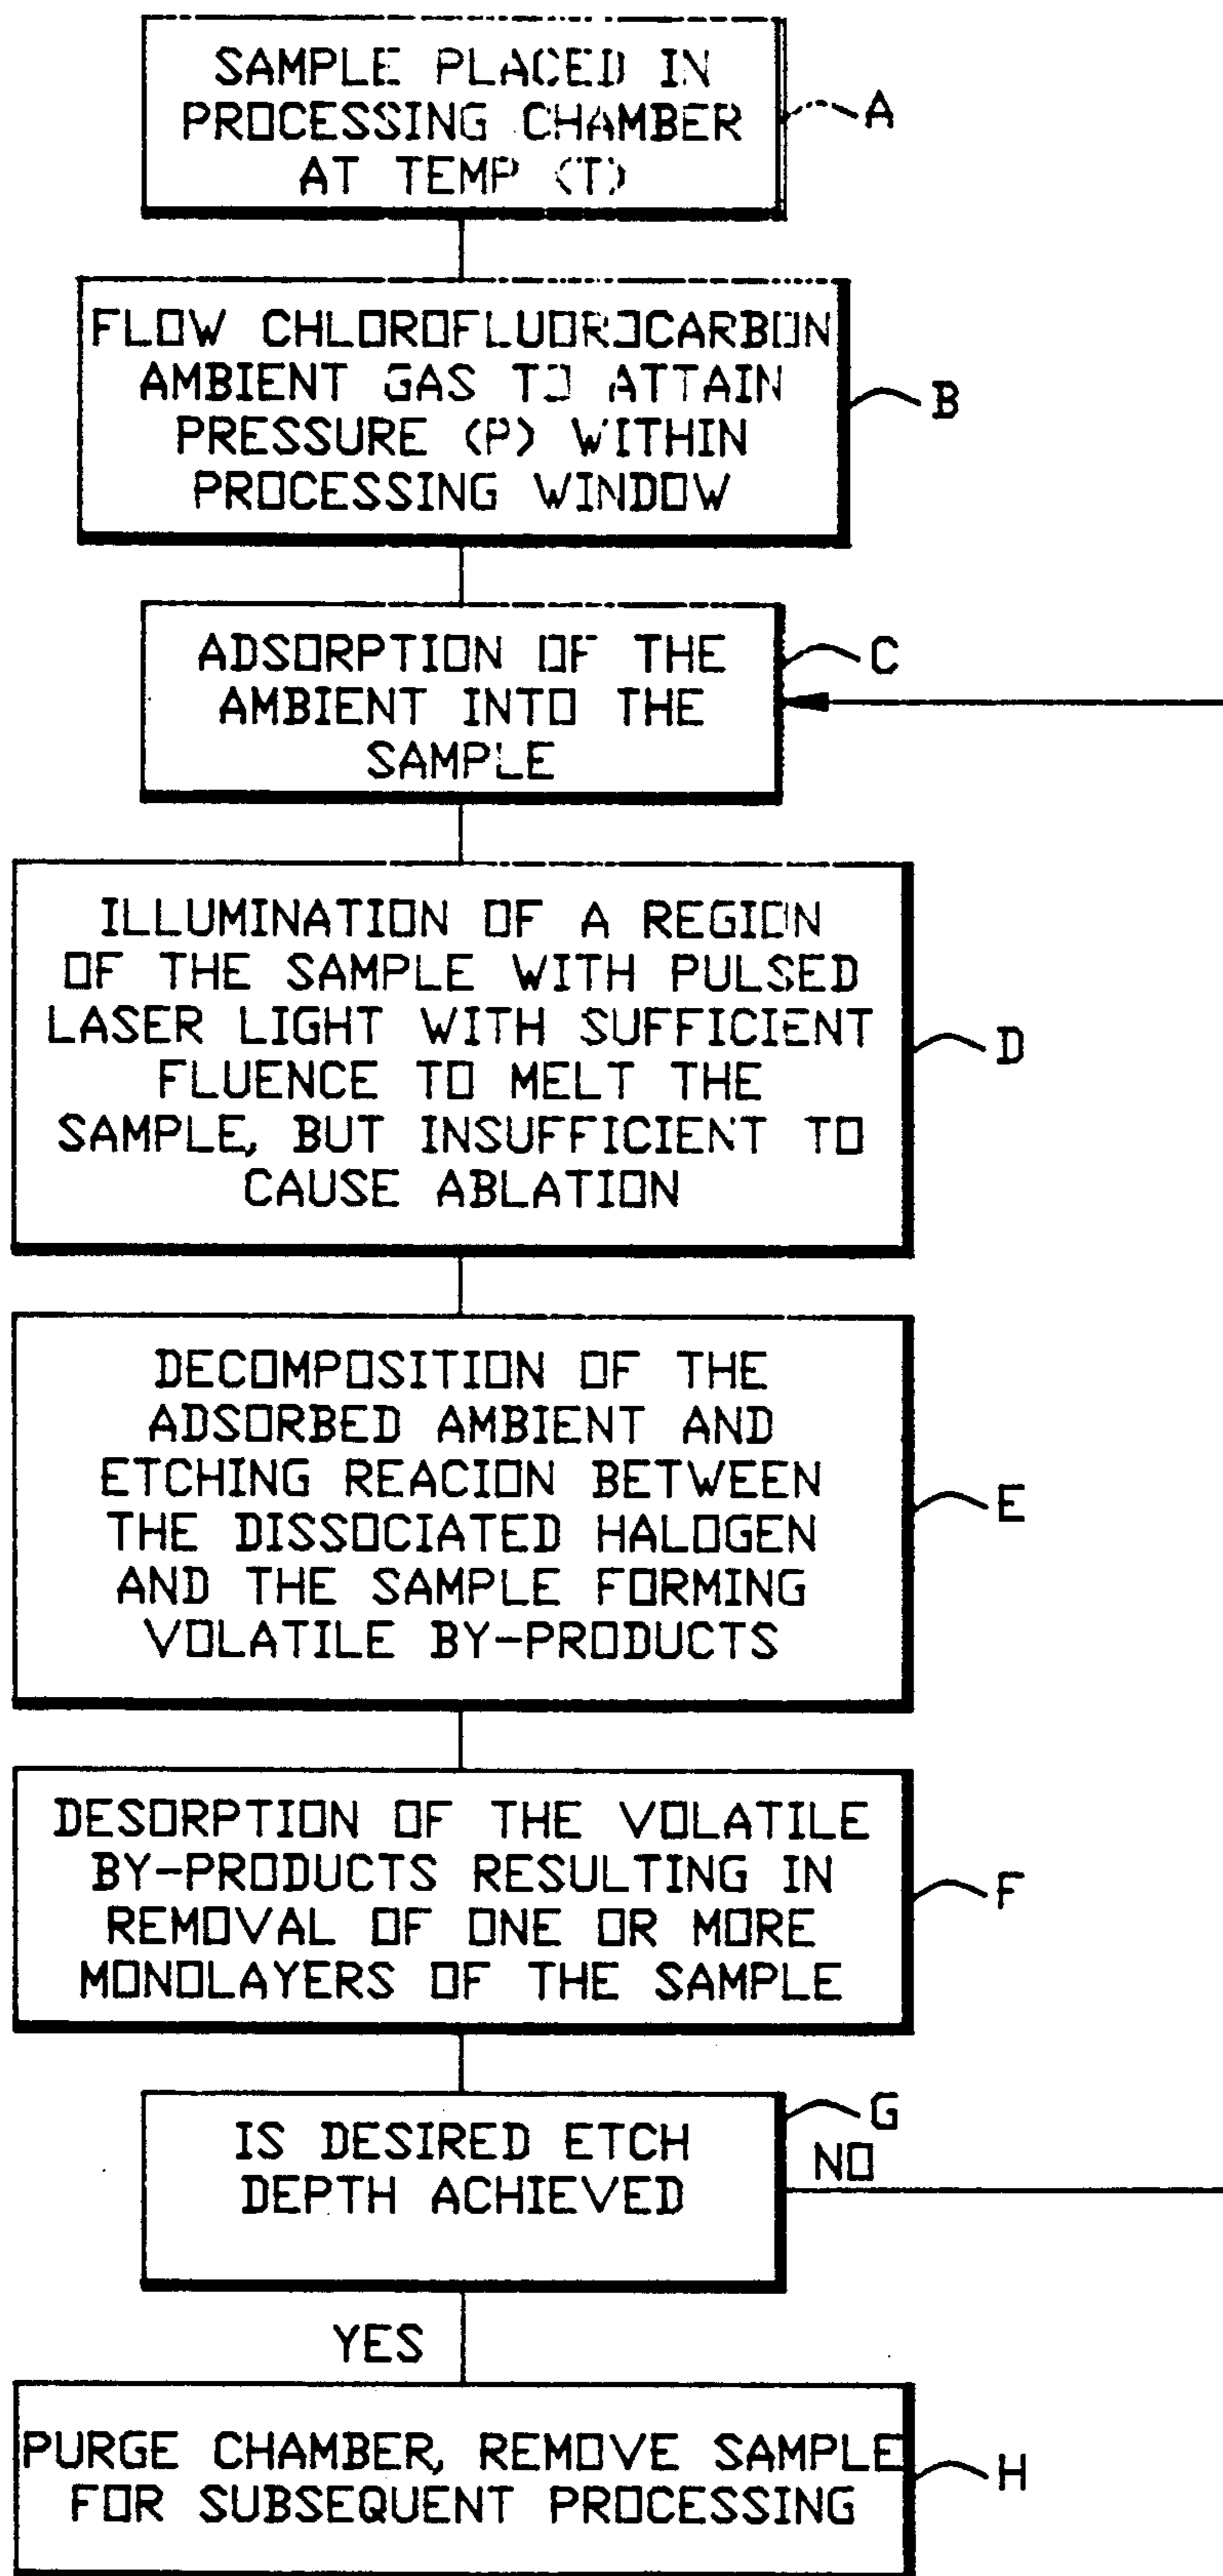 SAMPLE PLACED IN
PROCESSING CHAMBER
AT TEMP (T)
A
FLOW CHLOROFLUOROCARBON
AMBIENT GAS TO ATTAIN
PRESSURE (P) WITHIN
PROCESSING WINDOW
B
ADSORPTION OF THE
AMBIENT INTO THE
SAMPLE
C
ILLUMINATION OF A REGION
OF THE SAMPLE WITH PULSED
LASER LIGHT WITH SUFFICIENT
FLUENCE TO MELT THE
SAMPLE, BUT INSUFFICIENT TO
CAUSE ABLATION
D
DECOMPOSITION OF THE
ADSORBED AMBIENT AND
ETCHING REACION BETWEEN
THE DISSOCIATED HALOGEN
AND THE SAMPLE FORMING
VOLATILE BY-PRODUCTS
E
DESORPTION OF THE VOLATILE
BY-PRODUCTS RESULTING IN
REMOVAL OF ONE OR MORE
MONOLAYERS OF THE SAMPLE
F
IS DESIRED ETCH
DEPTH ACHIEVED
G
NO
YES
PURGE CHAMBER, REMOVE SAMPLE
FOR SUBSEQUENT PROCESSING
H